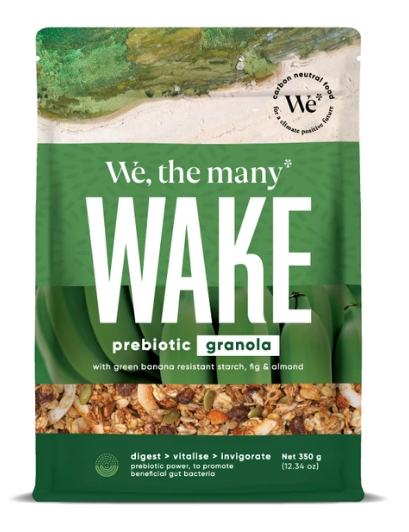 carbon neutral food
We*
for a climate positive future
We, the many*
WAKE
prebiotic granola
with green banana resistant starch, fig & almond
digest > vitalise > invigorate Net 350 g
prebiotic power, to promote (12.34 oz)
beneficial gut bacteria